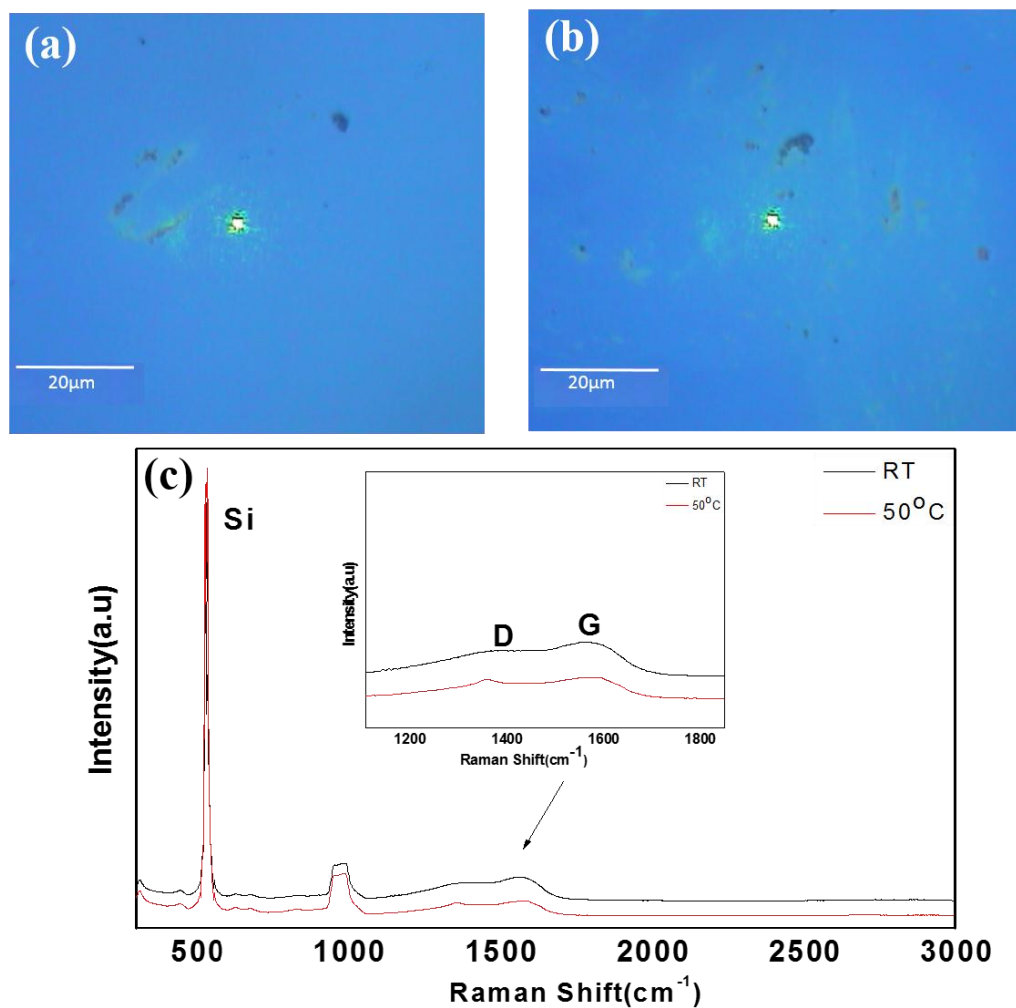 (a)
20μm
(b)
20μm
(c)
Si
RT
50°C
Intensity(a.u)
500
1000
1500
2000
2500
3000
Raman Shift(cm⁻¹)
RT
50°C
D
G
Intensity(a.u)
1200
1400
1600
1800
Raman Shift(cm⁻¹)